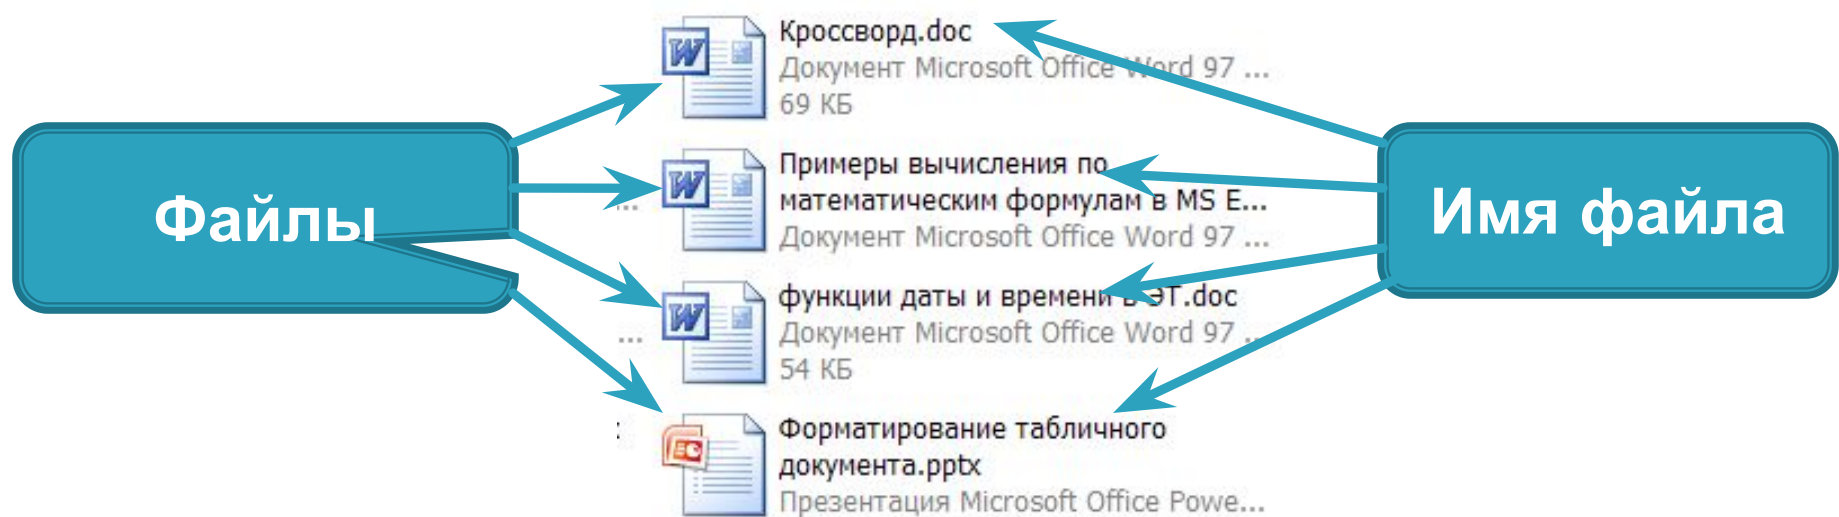 Файлы
Кроссворд.doc
Документ Microsoft Office Word 97 ...
69 КБ
Примеры вычисления по
математическим формулам в MS E...
Документ Microsoft Office Word 97 ...
...
функции даты и времени в ЭТ.doc
Документ Microsoft Office Word 97 ...
54 КБ
...
Форматирование табличного
документа.pptx
Презентация Microsoft Office Powe...
:
Имя файла